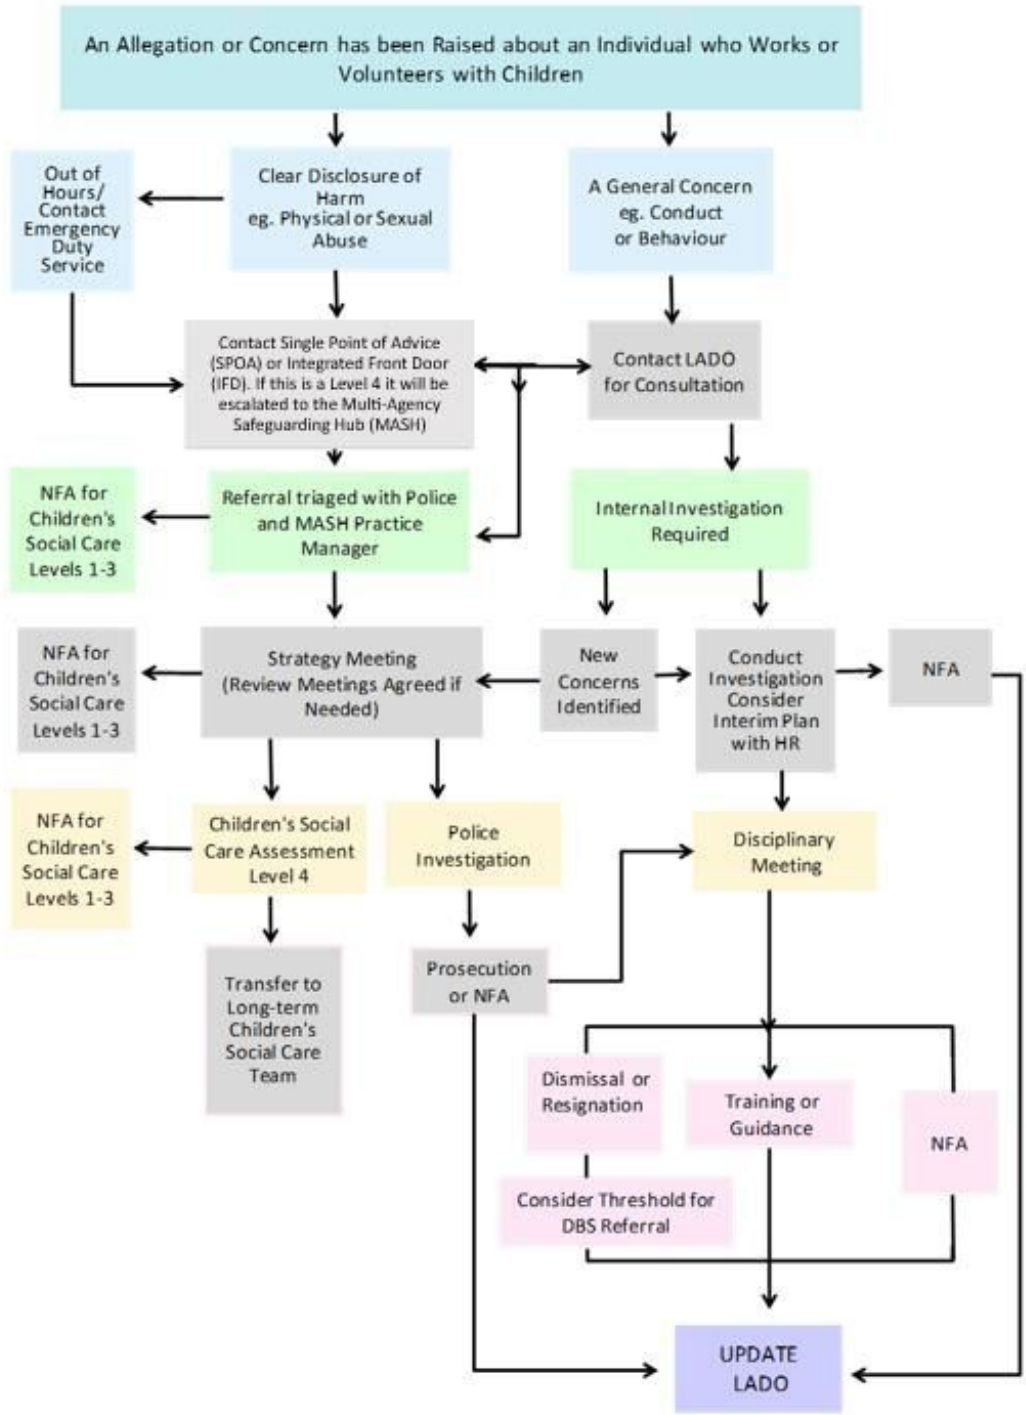 An Allegation or Concern has been Raised about an Individual who Works or
Volunteers with Children
Out of
Hours/
Contact
Emergency
Duty
Service
Clear Disclosure of
Harm
eg. Physical or Sexual
Abuse
A General Concern
eg. Conduct
or Behaviour
Contact Single Point of Advice
(SPOA) or Integrated Front Door
(IFD). If this is a Level 4 it will be
escalated to the Multi-Agency
Safeguarding Hub (MASH)
Contact LADO
for Consultation
NFA for
Children's
Social Care
Levels 1-3
Referral triaged with Police
and MASH Practice
Manager
Internal Investigation
Required
NFA for
Children's
Social Care
Levels 1-3
Strategy Meeting
(Review Meetings Agreed if
Needed)
New
Concerns
Identified
Conduct
Investigation
Consider
Interim Plan
with HR
NFA
NFA for
Children's
Social Care
Levels 1-3
Children's Social
Care Assessment
Level 4
Police
Investigation
Disciplinary
Meeting
Transfer to
Long-term
Children's
Social Care
Team
Prosecution
or NFA
Dismissal or
Resignation
Training or
Guidance
NFA
Consider Threshold for
DBS Referral
UPDATE
LADO